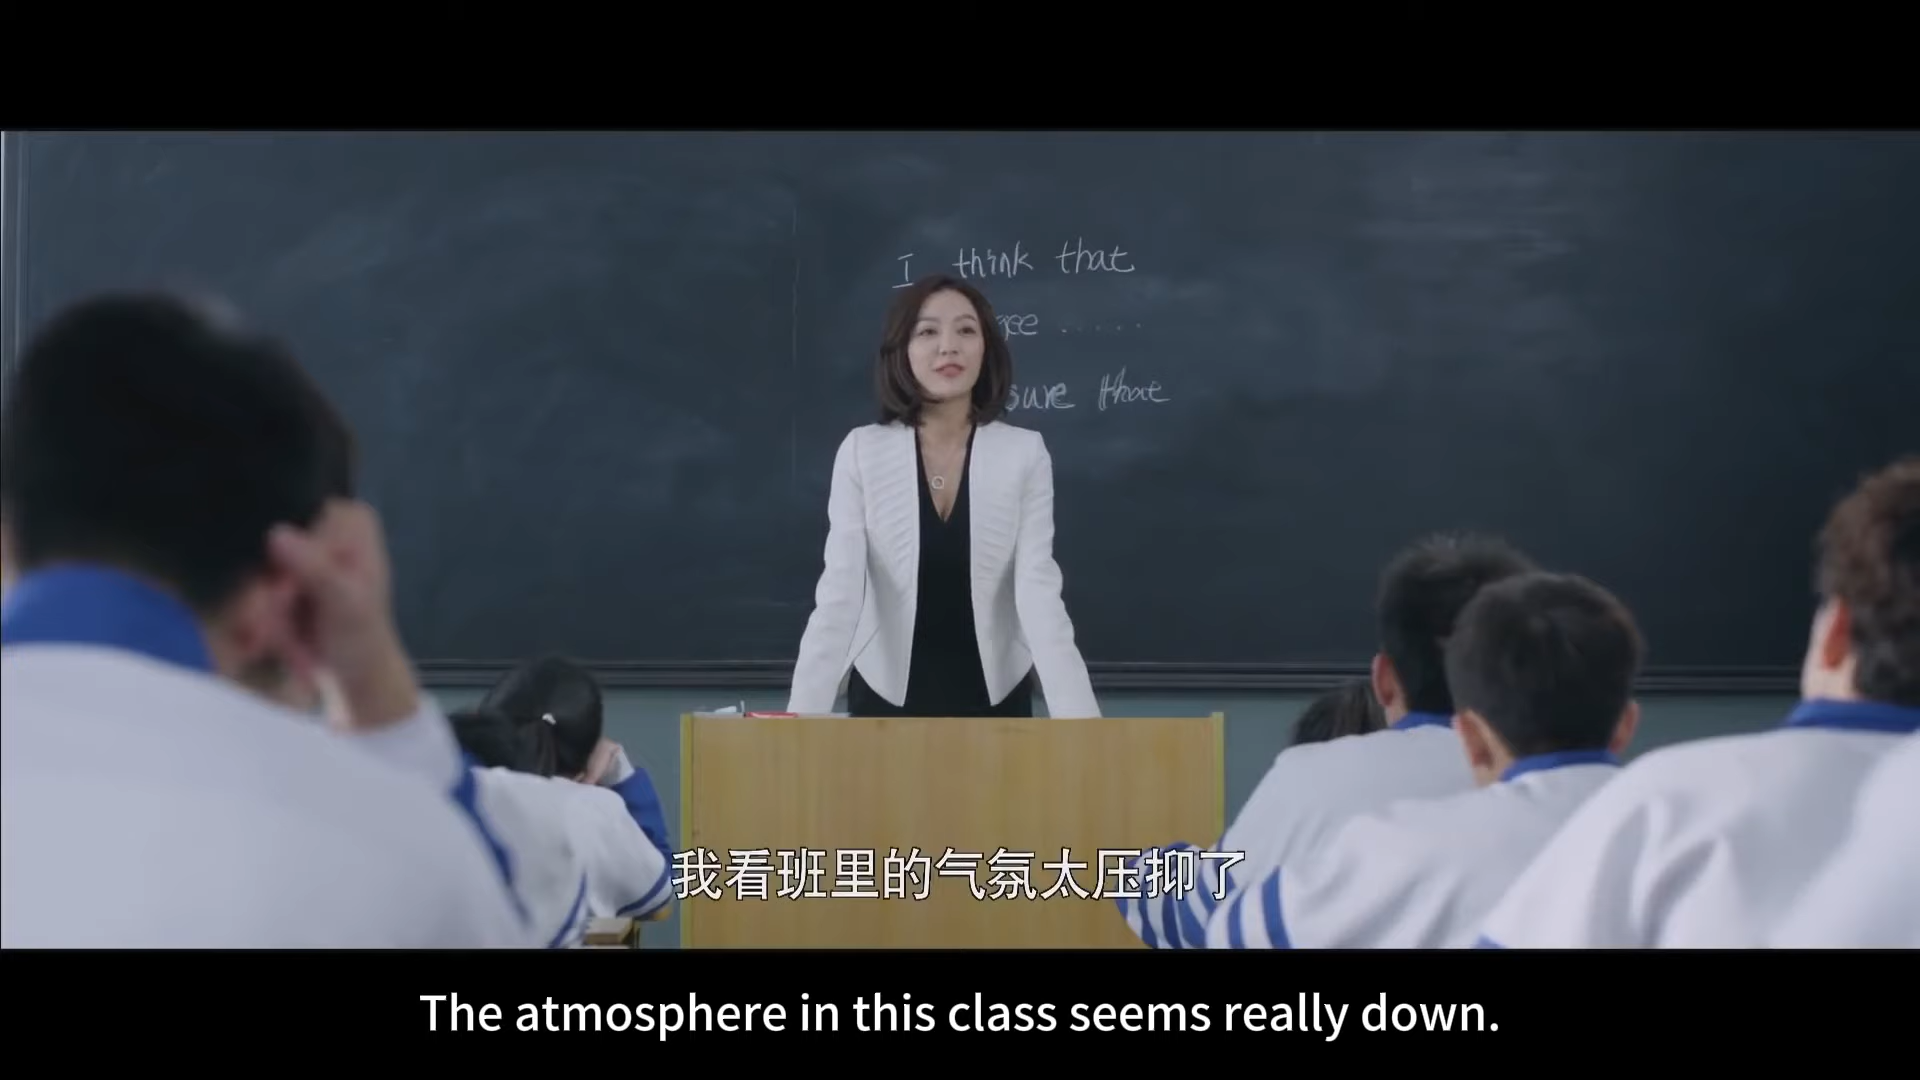 I think that
gee .....
sure that
我看班里的气氛太压抑了
The atmosphere in this class seems really down.